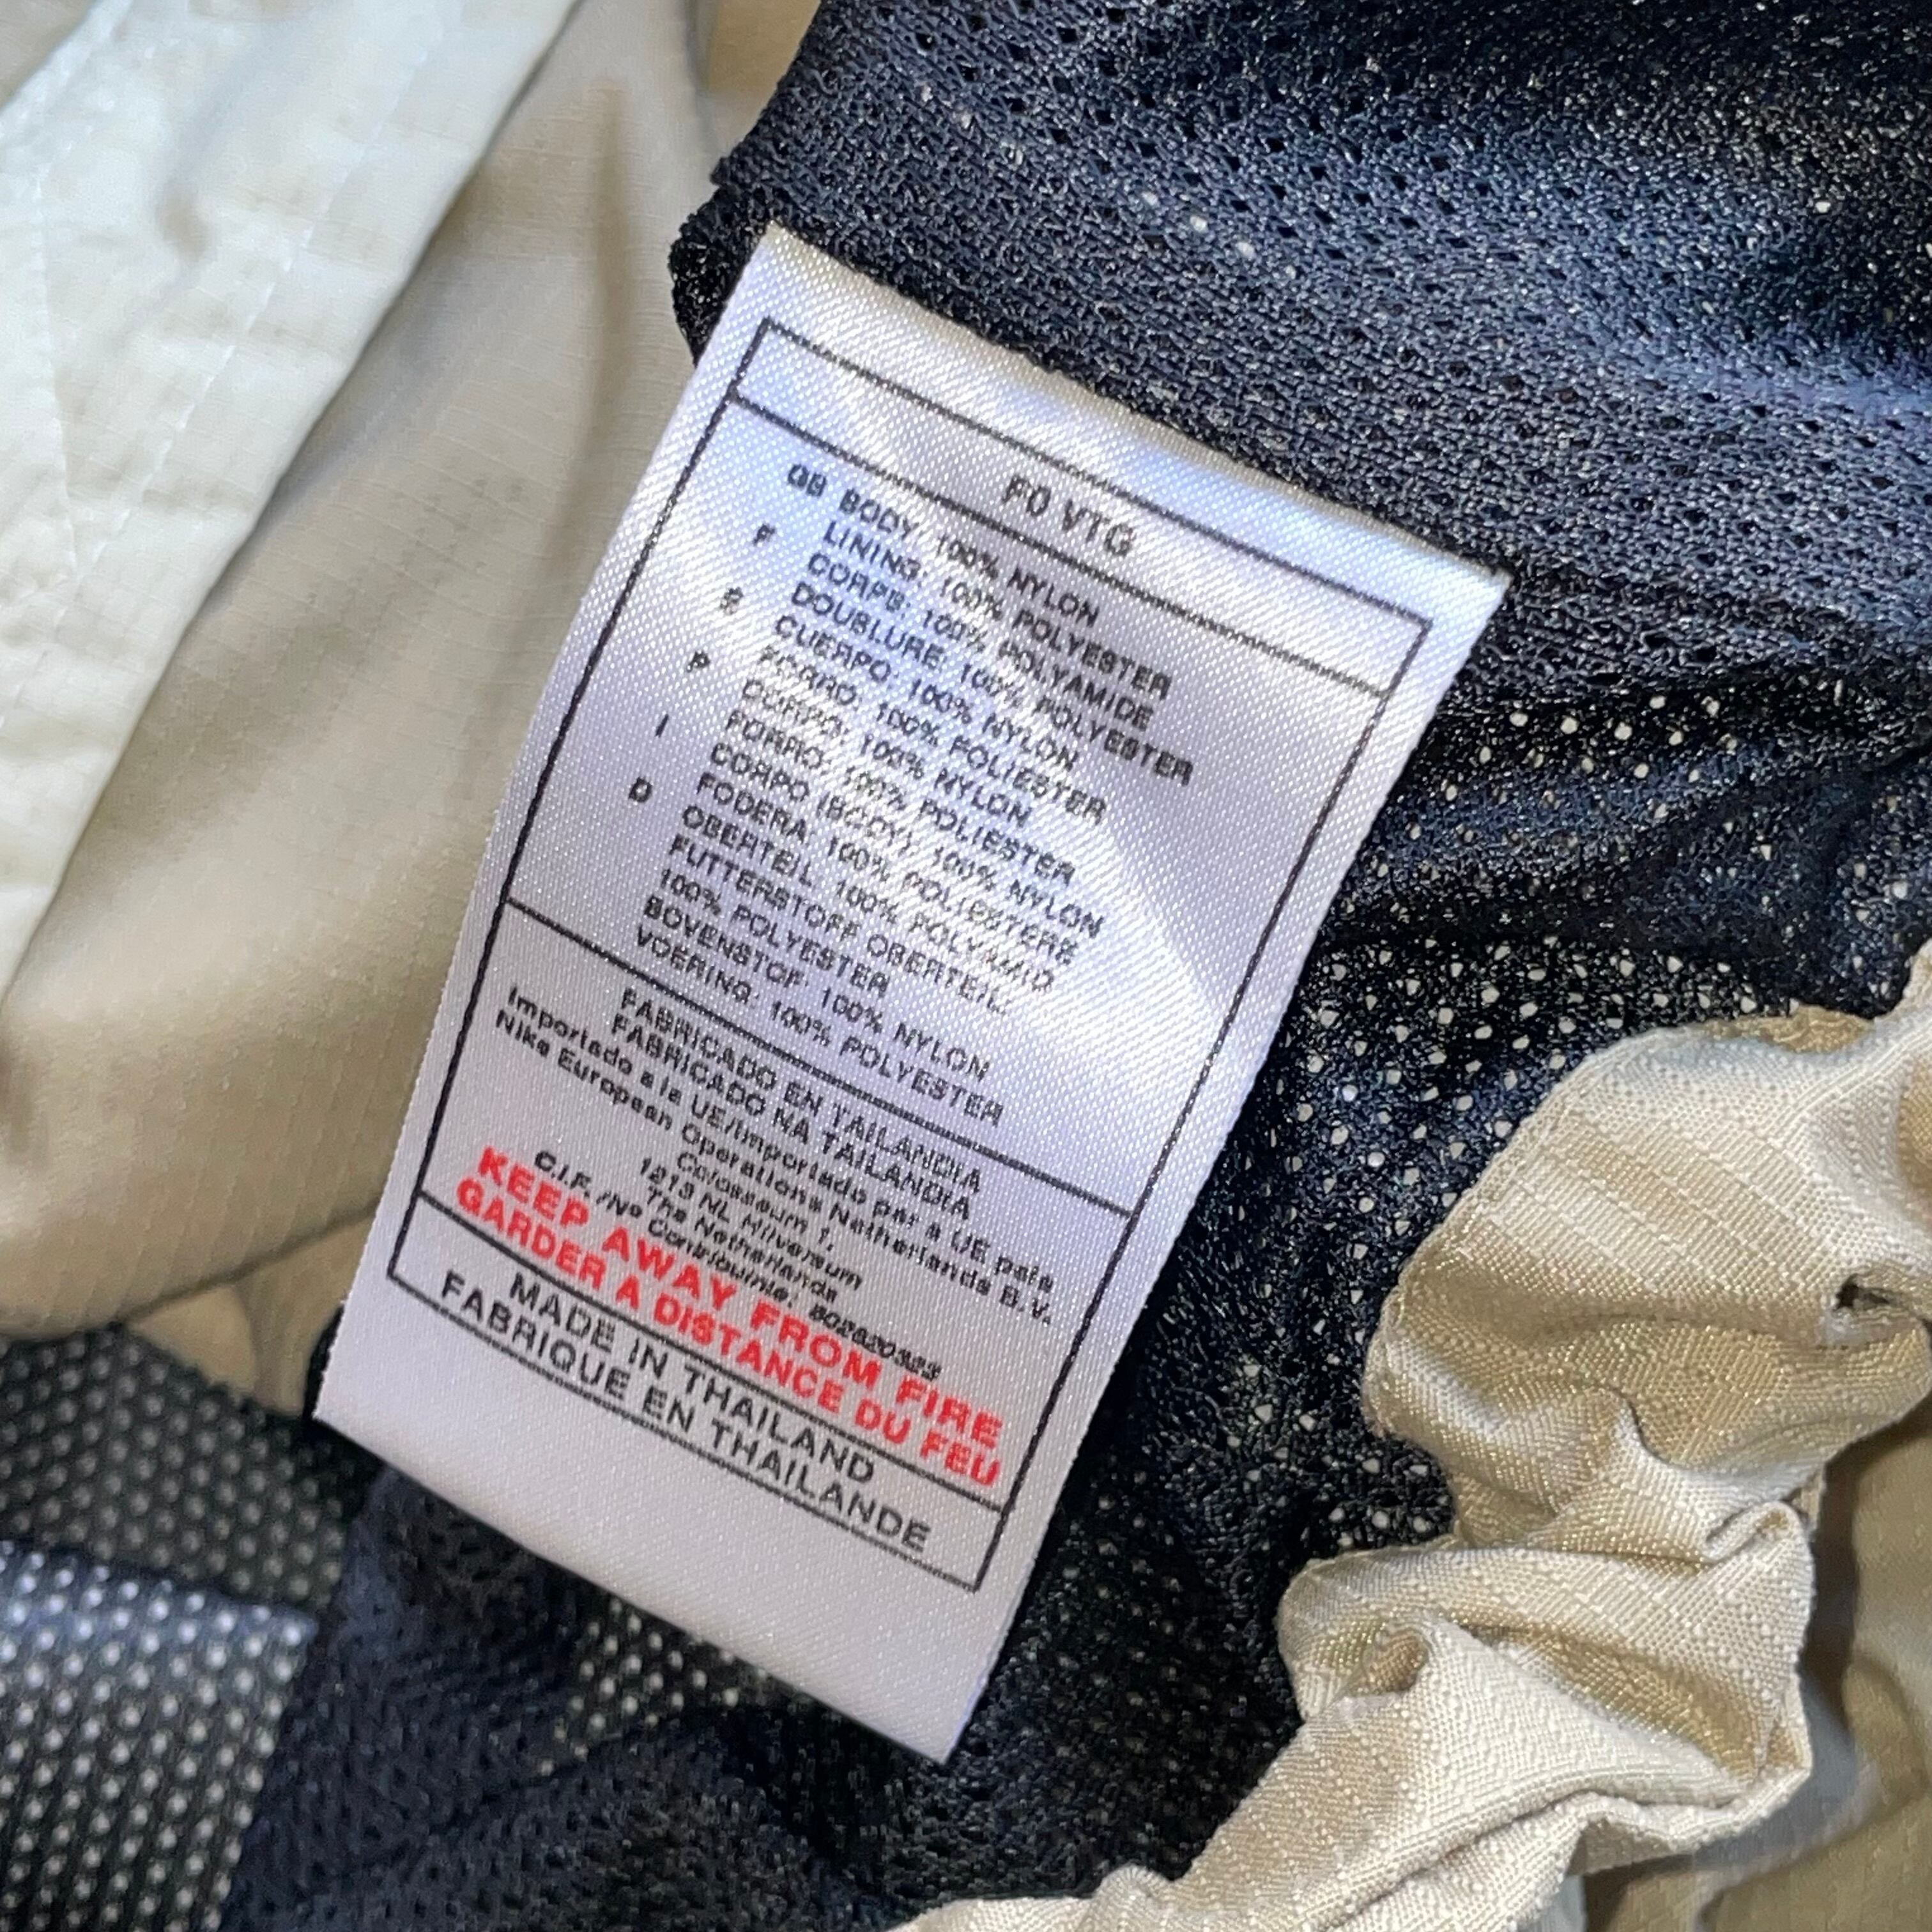 F0 VTG
GB BODY: 100% NYLON
LINING: 100% POLYESTER
F CORPS: 100% POLYAMIDE
DOUBLURE: 100% POLYESTER
E CUERPO: 100% NYLON
FORRO: 100% POLIESTER
P CORPO: 100% NYLON
FORRO: 100% POLIESTER
I CORPO (BODY): 100% NYLON
FODERA: 100% POLIESTERE
D OBERTEIL: 100% POLYAMID
FUTTERSTOFF OBERTEIL:
100% POLYESTER
BOVENSTOF: 100% NYLON
VOERING: 100% POLYESTER
FABRICADO EN TAILANDIA
FABRICADO NA TAILANDIA
Importado a la UE/Importado par a UE pela
Nike European Operations Netherlands B.V.
Colosseum 1,
1213 NL Hilversum
The Netherlands
C.I.F./Nº Contribuinte:
KEEP AWAY FROM FIRE
GARDER A DISTANCE DU FEU
MADE IN THAILAND
FABRIQUE EN THAILANDE